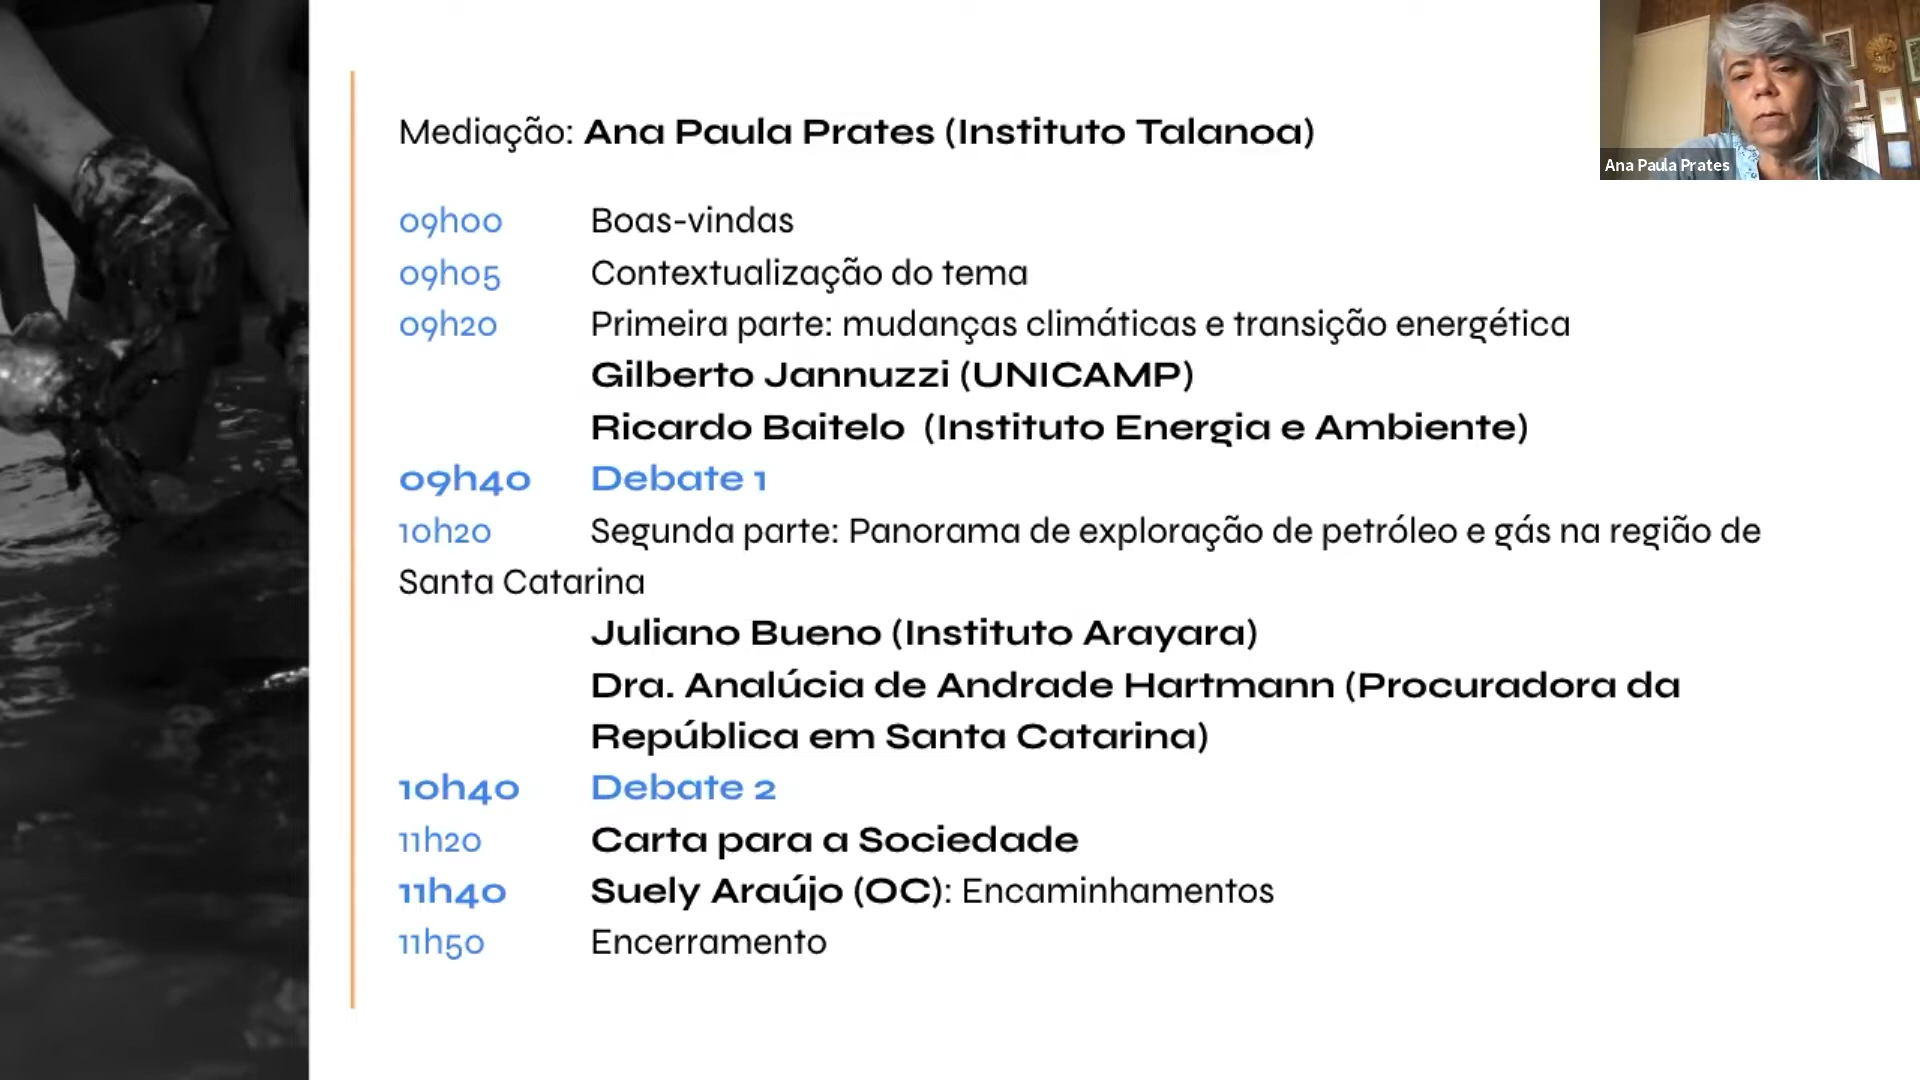 Mediação: Ana Paula Prates (Instituto Talanoa)
Ana Paula Prates
09h00 Boas-vindas
09h05 Contextualização do tema
09h20 Primeira parte: mudanças climáticas e transição energética
Gilberto Jannuzzi (UNICAMP)
Ricardo Baitelo (Instituto Energia e Ambiente)
09h40 Debate 1
10h20 Segunda parte: Panorama de exploração de petróleo e gás na região de
Santa Catarina
Juliano Bueno (Instituto Arayara)
Dra. Analúcia de Andrade Hartmann (Procuradora da
República em Santa Catarina)
10h40 Debate 2
11h20 Carta para a Sociedade
11h40 Suely Araújo (OC): Encaminhamentos
11h50 Encerramento